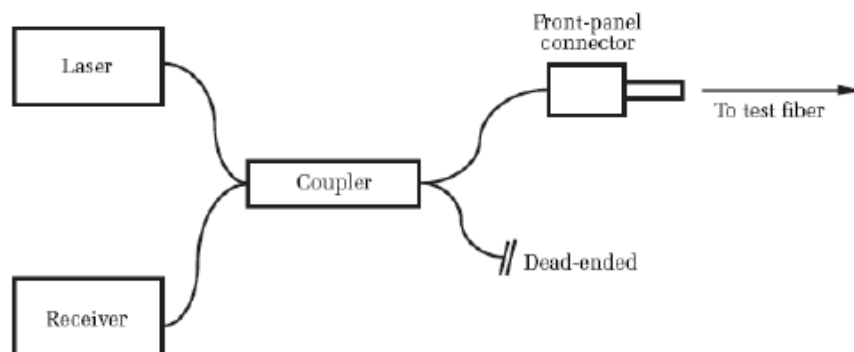 Laser
Front-panel
connector
To test fiber
Coupler
Dead-ended
Receiver